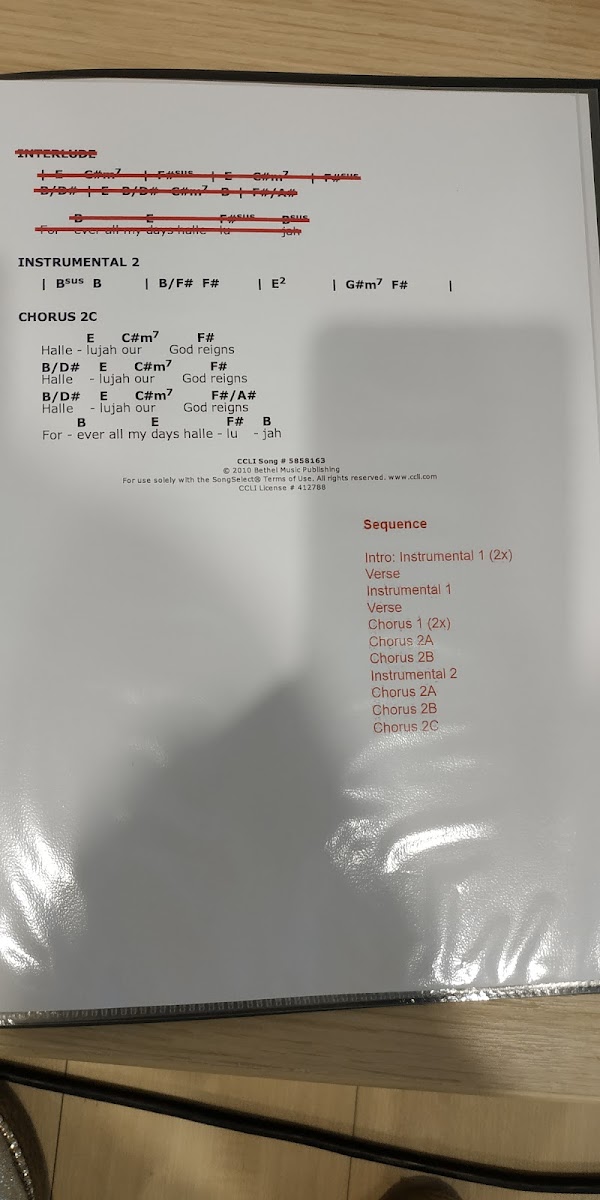 INTERLUDE
| E C#m7 | F#sus | E G#m7 | F#sus
B/D# | E B/D# C#m7 B | F#/A#
B E F#sus Bsus
For - ever all my days halle - lu jah
INSTRUMENTAL 2
| Bsus B | B/F# F# | E2 | G#m7 F# |
CHORUS 2C
E C#m7 F#
Halle - lujah our God reigns
B/D# E C#m7 F#
Halle - lujah our God reigns
B/D# E C#m7 F#/A#
Halle - lujah our God reigns
B E F# B
For - ever all my days halle - lu - jah
CCLI Song # 5858163
© 2010 Bethel Music Publishing
For use solely with the SongSelect® Terms of Use. All rights reserved. www.ccli.com
CCLI License # 412788
Sequence
Intro: Instrumental 1 (2x)
Verse
Instrumental 1
Verse
Chorus 1 (2x)
Chorus 2A
Chorus 2B
Instrumental 2
Chorus 2A
Chorus 2B
Chorus 2C